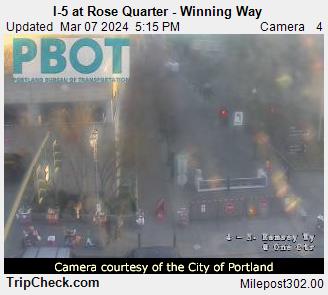 I-5 at Rose Quarter - Winning Way
Updated Mar 07 2024 5:15 PM Camera 4
PBOT
PORTLAND BUREAU OF TRANSPORTATION
Camera courtesy of the City of Portland
TripCheck.com Milepost302.00